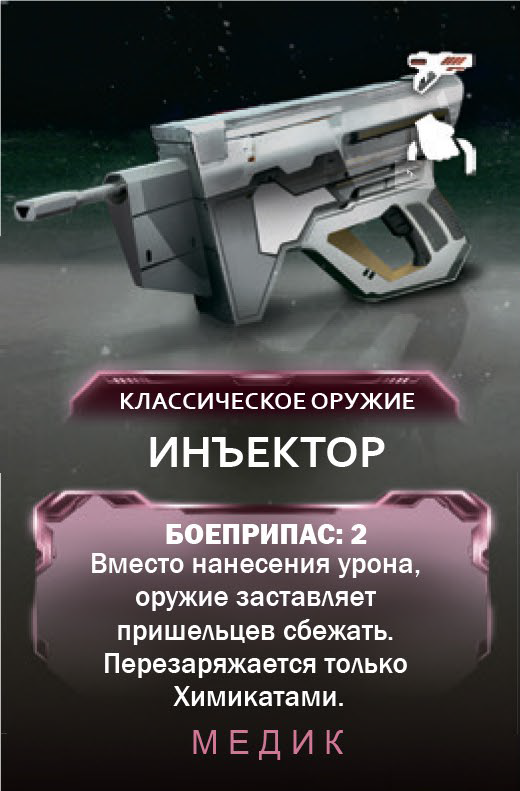 КЛАССИЧЕСКОЕ ОРУЖИЕ
ИНЪЕКТОР
БОЕПРИПАС: 2
Вместо нанесения урона,
оружие заставляет
пришельцев сбежать.
Перезаряжается только
Химикатами.
МЕДИК